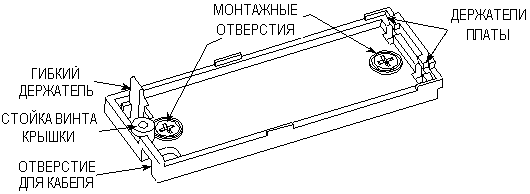 МОНТАЖНЫЕ
ОТВЕРСТИЯ
ДЕРЖАТЕЛИ
ПЛАТЫ
ГИБКИЙ
ДЕРЖАТЕЛЬ
СТОЙКА ВИНТА
КРЫШКИ
ОТВЕРСТИЕ
ДЛЯ КАБЕЛЯ